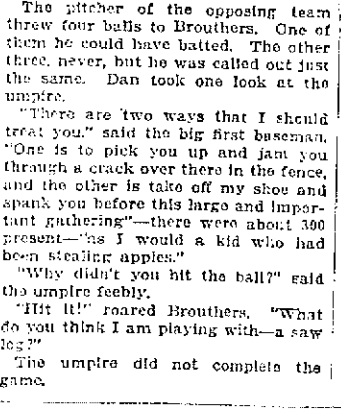 The pitcher of the opposing team
threw four balls to Brouthers. One of
them he could have batted. The other
three, never, but he was called out just
the same. Dan took one look at the
umpire.
"There are two ways that I should
treat you," said the big first baseman.
"One is to pick you up and jam you
through a crack over there in the fence,
and the other is take off my shoe and
spank you before this large and impor-
tant gathering"—there were about 300
present—"as I would a kid who had
been stealing apples."
"Why didn't you hit the ball?" said
the umpire feebly.
"Hit it!" roared Brouthers. "What
do you think I am playing with—a saw
log?"
The umpire did not complete the
game.